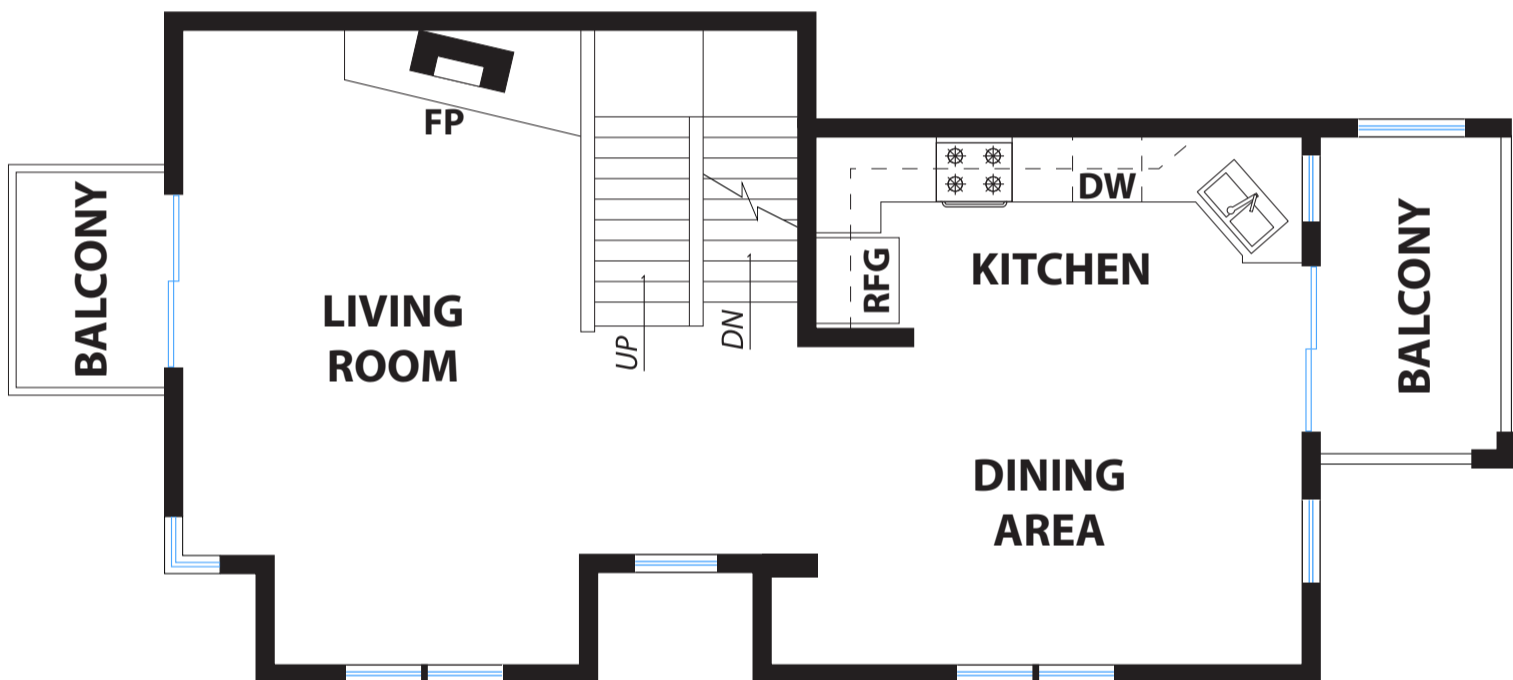 FP
BALCONY
LIVING
ROOM
UP
DN
RFG
DW
KITCHEN
DINING
AREA
BALCONY